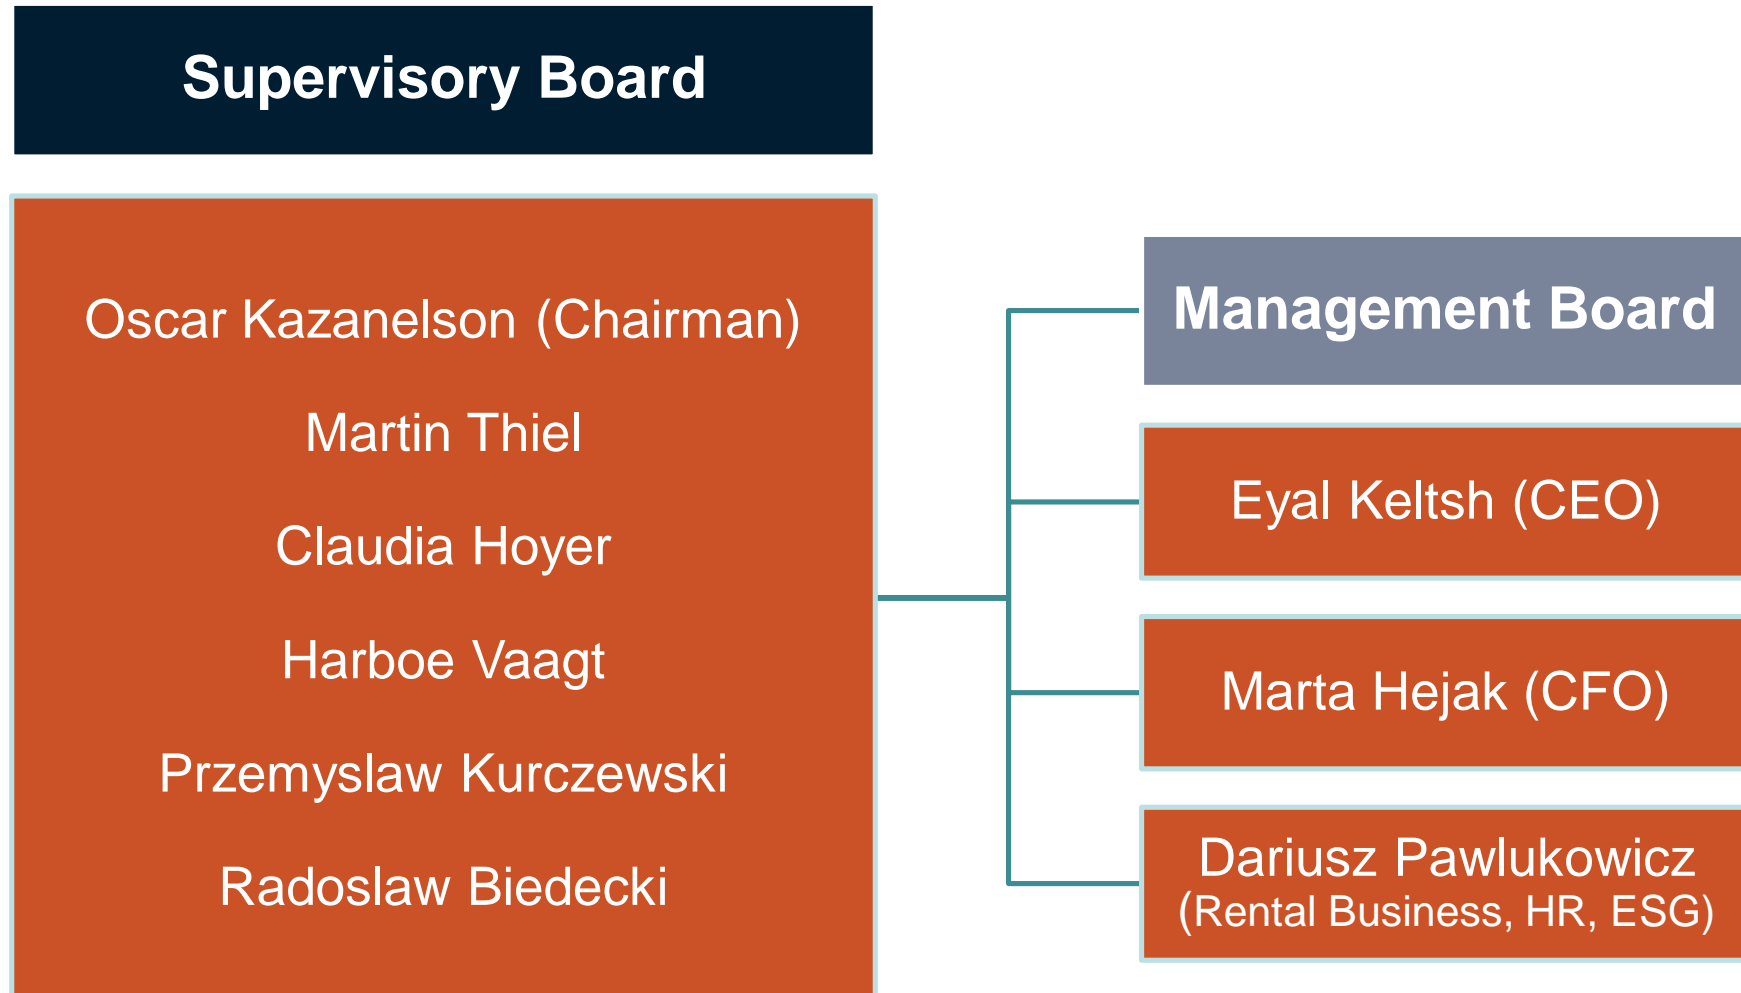 Supervisory Board
Oscar Kazanelson (Chairman)
Martin Thiel
Claudia Hoyer
Harboe Vaagt
Przemyslaw Kurczewski
Radoslaw Biedecki
Management Board
Eyal Keltsh (CEO)
Marta Hejak (CFO)
Dariusz Pawlukowicz
(Rental Business, HR, ESG)